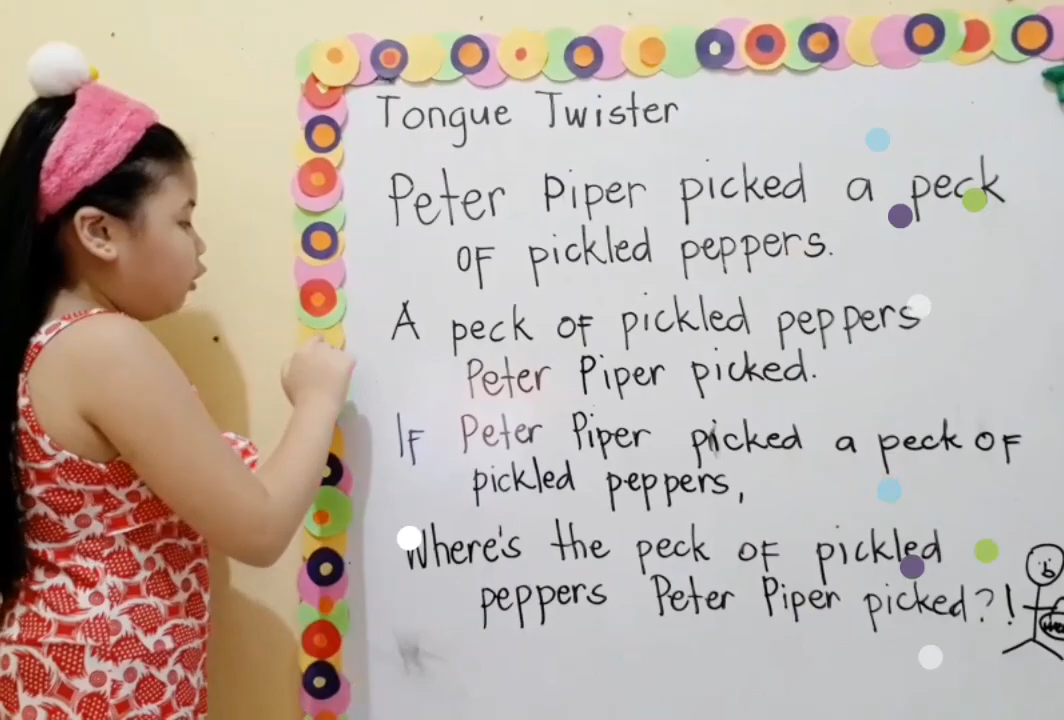 Tongue Twister
Peter Piper picked a peck
of pickled peppers.
A peck of pickled peppers
Peter Piper picked.
If Peter Piper picked a peck of
pickled peppers,
Where's the peck of pickled
peppers Peter Piper picked?!